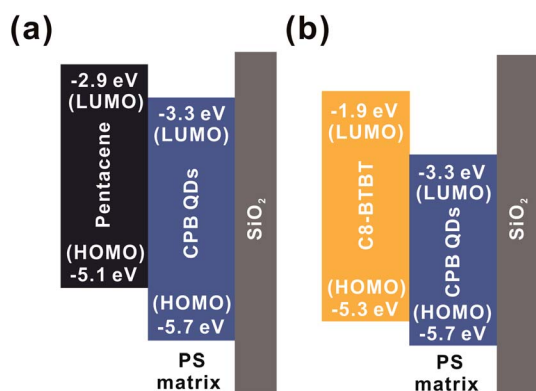 (a)
-2.9 eV
(LUMO)
Pentacene
(HOMO)
-5.1 eV
-3.3 eV
(LUMO)
CPB QDs
(HOMO)
-5.7 eV
PS
matrix
SiO₂
(b)
-1.9 eV
(LUMO)
C8-BTBT
(HOMO)
-5.3 eV
-3.3 eV
(LUMO)
CPB QDs
(HOMO)
-5.7 eV
PS
matrix
SiO₂